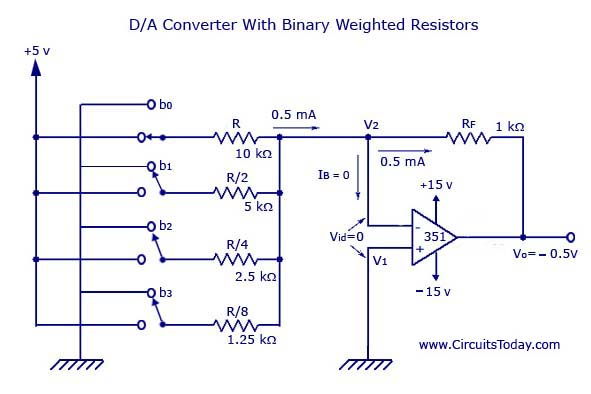 D/A Converter With Binary Weighted Resistors
+5 v
b0
R
10 kΩ
0.5 mA
V2
RF
1 kΩ
b1
R/2
5 kΩ
IB = 0
0.5 mA
+15 v
b2
R/4
2.5 kΩ
Vid=0
V1
-
+
351
Vo=- 0.5v
- 15 v
b3
R/8
1.25 kΩ
www.CircuitsToday.com